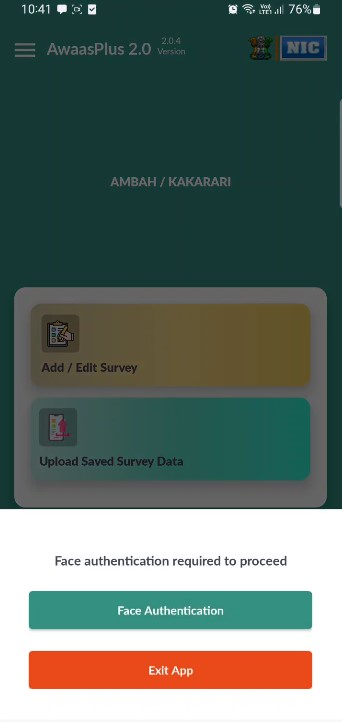 10:41
76%
AwaasPlus 2.0
2.0.4
Version
NIC
AMBAH / KAKARARI
Add / Edit Survey
Upload Saved Survey Data
Face authentication required to proceed
Face Authentication
Exit App